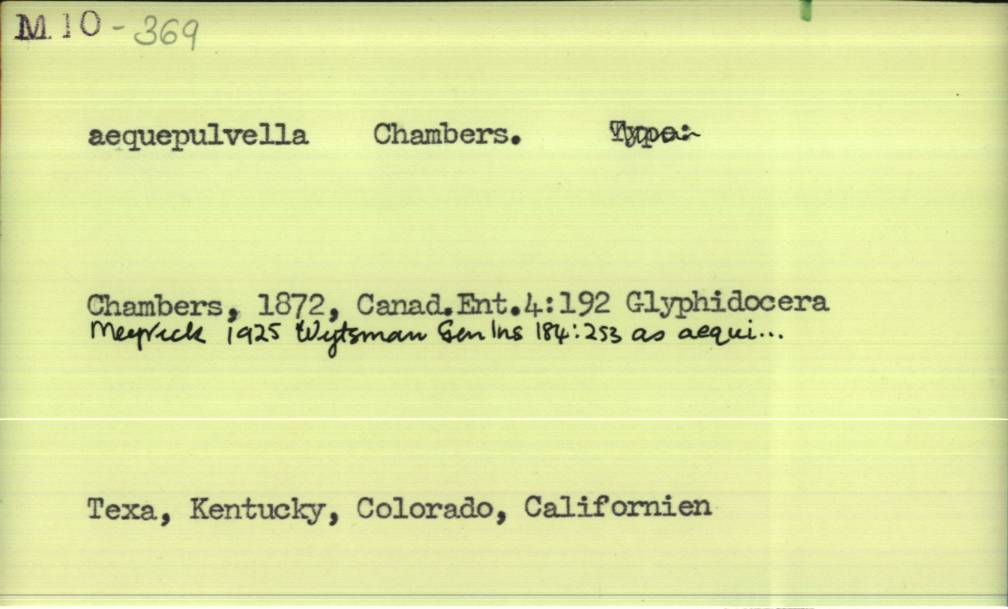 M 10 - 369
aequepulvella Chambers. Type:
Chambers, 1872, Canad.Ent.4:192 Glyphidocera
Meyrick 1925 Wytsman Gen Ins 184:253 as aequi...
Texa, Kentucky, Colorado, Californien